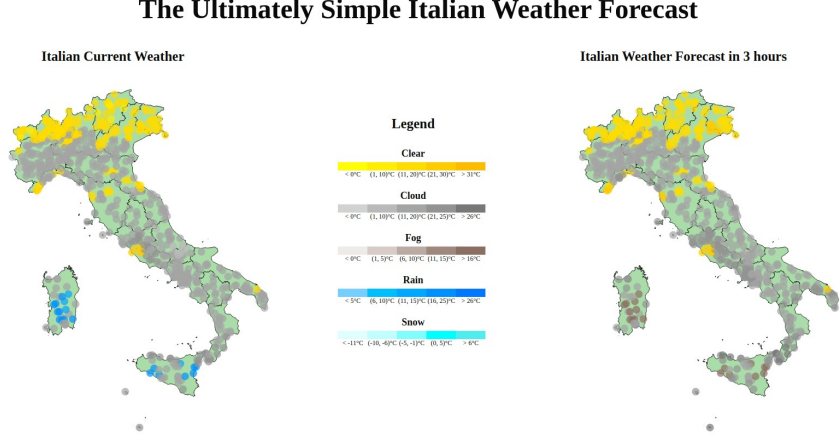 The Ultimately Simple Italian Weather Forecast
Italian Current Weather
Italian Weather Forecast in 3 hours
Legend
Clear
< 0°C (1, 10)°C (11, 20)°C (21, 30)°C > 31°C
Cloud
< 0°C (1, 10)°C (11, 20)°C (21, 25)°C > 26°C
Fog
< 0°C (1, 5)°C (6, 10)°C (11, 15)°C > 16°C
Rain
< 5°C (6, 10)°C (11, 15)°C (16, 25)°C > 26°C
Snow
< -11°C (-10, -6)°C (-5, -1)°C (0, 5)°C > 6°C